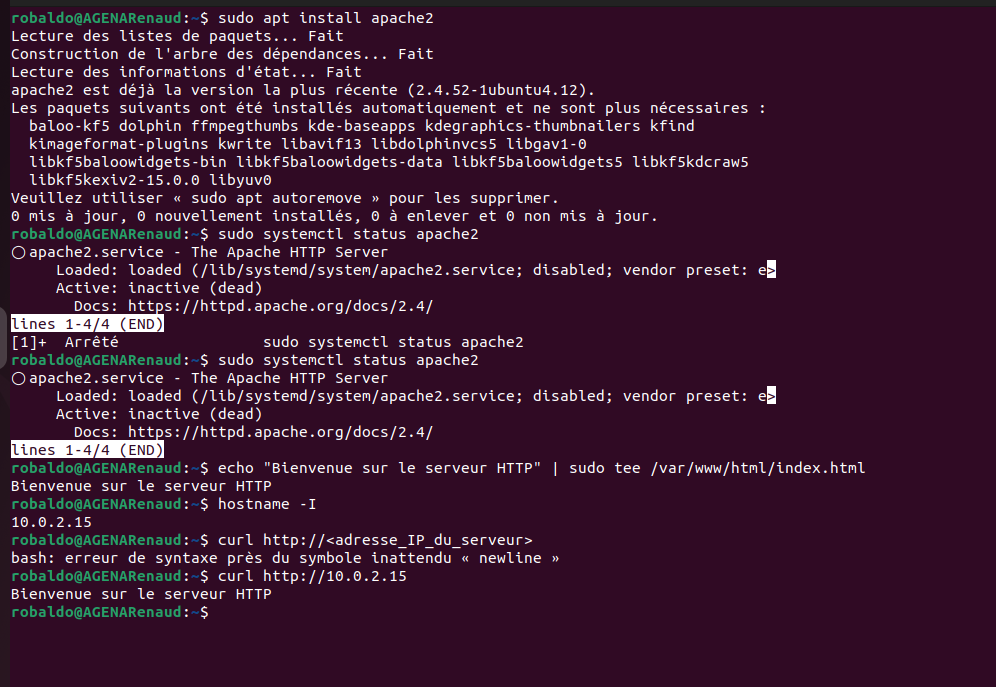 robaldo@AGENARenaud:~$ sudo apt install apache2
Lecture des listes de paquets... Fait
Construction de l'arbre des dépendances... Fait
Lecture des informations d'état... Fait
apache2 est déjà la version la plus récente (2.4.52-1ubuntu4.12).
Les paquets suivants ont été installés automatiquement et ne sont plus nécessaires :
  baloo-kf5 dolphin ffmpegthumbs kde-baseapps kdegraphics-thumbnailers kfind
  kimageformat-plugins kwrite libavif13 libdolphinvcs5 libgav1-0
  libkf5baloowidgets-bin libkf5baloowidgets-data libkf5baloowidgets5 libkf5kdcraw5
  libkf5kexiv2-15.0.0 libyuv0
Veuillez utiliser « sudo apt autoremove » pour les supprimer.
0 mis à jour, 0 nouvellement installés, 0 à enlever et 0 non mis à jour.
robaldo@AGENARenaud:~$ sudo systemctl status apache2
○ apache2.service - The Apache HTTP Server
     Loaded: loaded (/lib/systemd/system/apache2.service; disabled; vendor preset: e>
     Active: inactive (dead)
       Docs: https://httpd.apache.org/docs/2.4/
lines 1-4/4 (END)
[1]+  Arrêté                sudo systemctl status apache2
robaldo@AGENARenaud:~$ sudo systemctl status apache2
○ apache2.service - The Apache HTTP Server
     Loaded: loaded (/lib/systemd/system/apache2.service; disabled; vendor preset: e>
     Active: inactive (dead)
       Docs: https://httpd.apache.org/docs/2.4/
lines 1-4/4 (END)
robaldo@AGENARenaud:~$ echo "Bienvenue sur le serveur HTTP" | sudo tee /var/www/html/index.html
Bienvenue sur le serveur HTTP
robaldo@AGENARenaud:~$ hostname -I
10.0.2.15
robaldo@AGENARenaud:~$ curl http://<adresse_IP_du_serveur>
bash: erreur de syntaxe près du symbole inattendu « newline »
robaldo@AGENARenaud:~$ curl http://10.0.2.15
Bienvenue sur le serveur HTTP
robaldo@AGENARenaud:~$